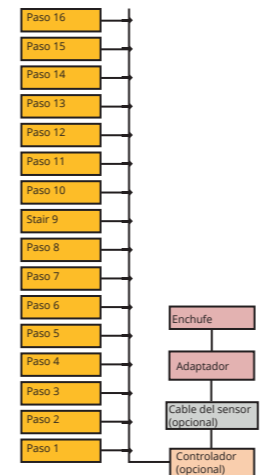 Paso 16
Paso 15
Paso 14
Paso 13
Paso 12
Paso 11
Paso 10
Stair 9
Paso 8
Paso 7
Paso 6
Paso 5
Paso 4
Paso 3
Paso 2
Paso 1
Enchufe
Adaptador
Cable del sensor
(opcional)
Controlador
(opcional)